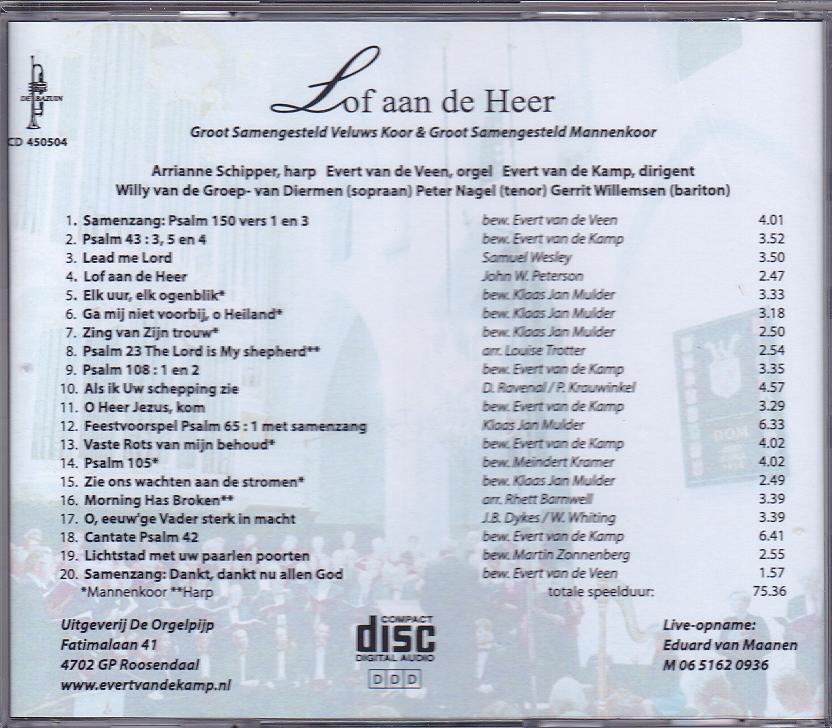 Lof aan de Heer
DE BAZUIN
CD 450504
Groot Samengesteld Veluws Koor & Groot Samengesteld Mannenkoor
Arrianne Schipper, harp Evert van de Veen, orgel Evert van de Kamp, dirigent
Willy van de Groep- van Diermen (sopraan) Peter Nagel (tenor) Gerrit Willemsen (bariton)
1. Samenzang: Psalm 150 vers 1 en 3 bew. Evert van de Veen 4.01
2. Psalm 43 : 3, 5 en 4 bew. Evert van de Kamp 3.52
3. Lead me Lord Samuel Wesley 3.50
4. Lof aan de Heer John W. Peterson 2.47
5. Elk uur, elk ogenblik* bew. Klaas Jan Mulder 3.33
6. Ga mij niet voorbij, o Heiland* bew. Klaas Jan Mulder 3.18
7. Zing van Zijn trouw* bew. Klaas Jan Mulder 2.50
8. Psalm 23 The Lord is My shepherd** arr. Louise Trotter 2.54
9. Psalm 108 : 1 en 2 bew. Evert van de Kamp 3.35
10. Als ik Uw schepping zie D. Ravenal / P. Krauwinkel 4.57
11. O Heer Jezus, kom bew. Evert van de Kamp 3.29
12. Feestvoorspel Psalm 65 : 1 met samenzang Klaas Jan Mulder 6.33
13. Vaste Rots van mijn behoud* bew. Evert van de Kamp 4.02
14. Psalm 105* bew. Meindert Kramer 4.02
15. Zie ons wachten aan de stromen* bew. Klaas Jan Mulder 2.49
16. Morning Has Broken** arr. Rhett Barnwell 3.39
17. O, eeuw'ge Vader sterk in macht J.B. Dykes / W. Whiting 3.39
18. Cantate Psalm 42 bew. Evert van de Kamp 6.41
19. Lichtstad met uw paarlen poorten bew. Martin Zonnenberg 2.55
20. Samenzang: Dankt, dankt nu allen God bew. Evert van de Veen 1.57
*Mannenkoor **Harp totale speelduur: 75.36
Uitgeverij De Orgelpijp
Fatimalaan 41
4702 GP Roosendaal
www.evertvandekamp.nl
COMPACT
disc
DIGITAL AUDIO
D D D
Live-opname:
Eduard van Maanen
M 06 5162 0936
DOM